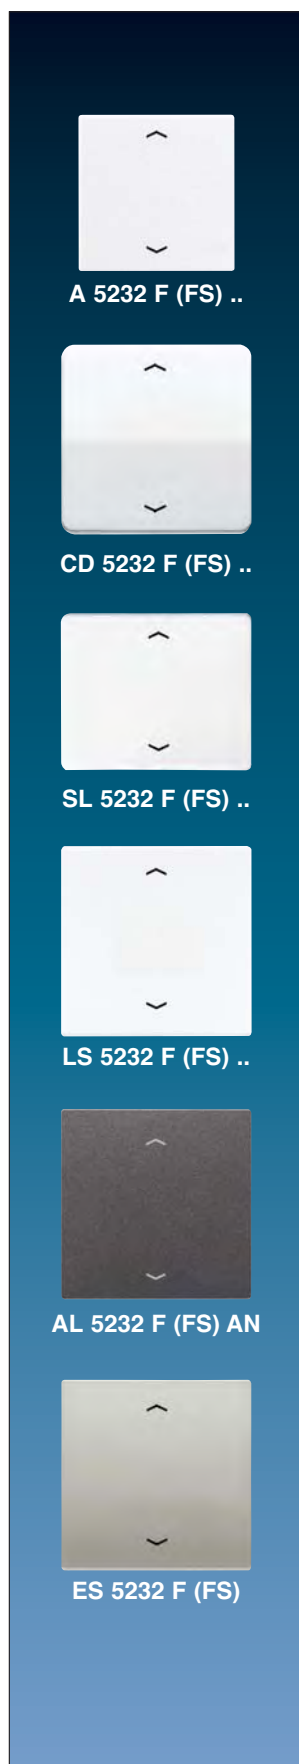 A 5232 F (FS) ..
CD 5232 F (FS) ..
SL 5232 F (FS) ..
LS 5232 F (FS) ..
AL 5232 F (FS) AN
ES 5232 F (FS)